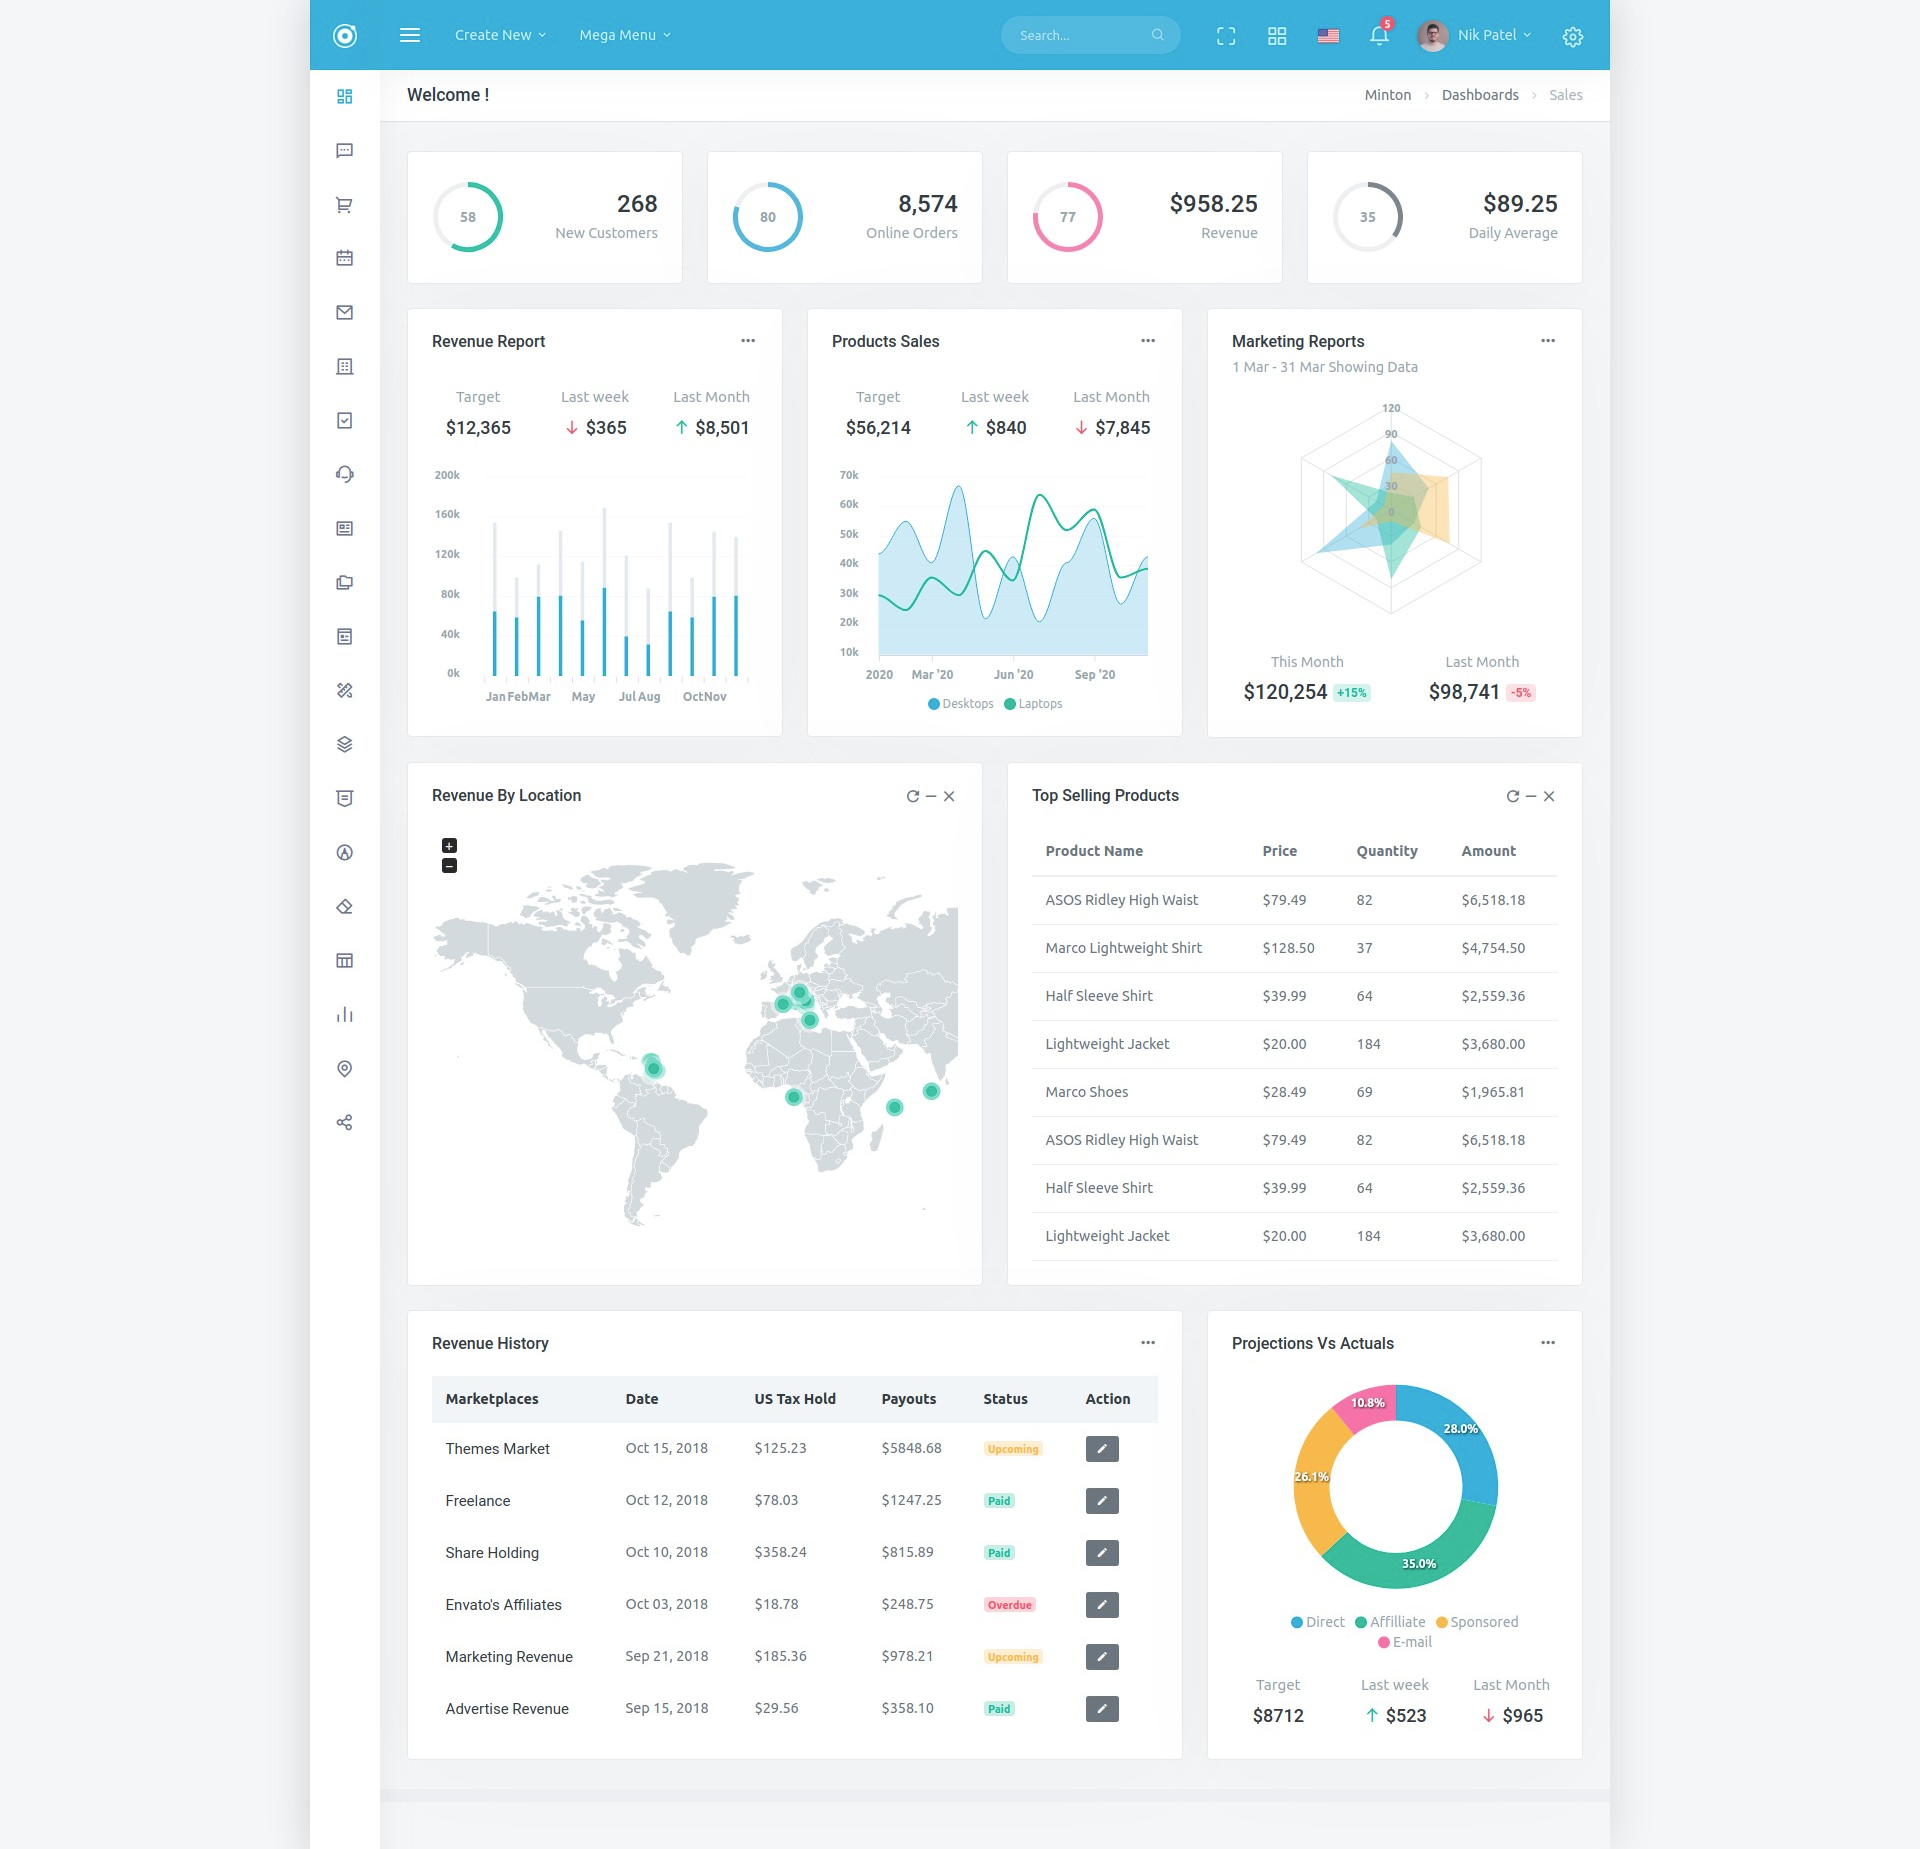 Create New
Mega Menu
Search...
5
Nik Patel
Welcome !
Minton
Dashboards
Sales
58
268
New Customers
80
8,574
Online Orders
77
$958.25
Revenue
35
$89.25
Daily Average
Revenue Report
Target Last week Last Month
$12,365 $365 $8,501
200k
160k
120k
80k
40k
0k
Jan Feb Mar May Jul Aug Oct Nov
Products Sales
Target Last week Last Month
$56,214 $840 $7,845
70k
60k
50k
40k
30k
20k
10k
2020 Mar '20 Jun '20 Sep '20
Desktops Laptops
Marketing Reports
1 Mar - 31 Mar Showing Data
120
90
60
30
0
This Month Last Month
$120,254 +15% $98,741 -5%
Revenue By Location
+
−
Top Selling Products
Product Name Price Quantity Amount
ASOS Ridley High Waist $79.49 82 $6,518.18
Marco Lightweight Shirt $128.50 37 $4,754.50
Half Sleeve Shirt $39.99 64 $2,559.36
Lightweight Jacket $20.00 184 $3,680.00
Marco Shoes $28.49 69 $1,965.81
ASOS Ridley High Waist $79.49 82 $6,518.18
Half Sleeve Shirt $39.99 64 $2,559.36
Lightweight Jacket $20.00 184 $3,680.00
Revenue History
Marketplaces Date US Tax Hold Payouts Status Action
Themes Market Oct 15, 2018 $125.23 $5848.68 Upcoming
Freelance Oct 12, 2018 $78.03 $1247.25 Paid
Share Holding Oct 10, 2018 $358.24 $815.89 Paid
Envato's Affiliates Oct 03, 2018 $18.78 $248.75 Overdue
Marketing Revenue Sep 21, 2018 $185.36 $978.21 Upcoming
Advertise Revenue Sep 15, 2018 $29.56 $358.10 Paid
Projections Vs Actuals
10.8%
28.0%
26.1%
35.0%
Direct Affilliate Sponsored
E-mail
Target Last week Last Month
$8712 $523 $965